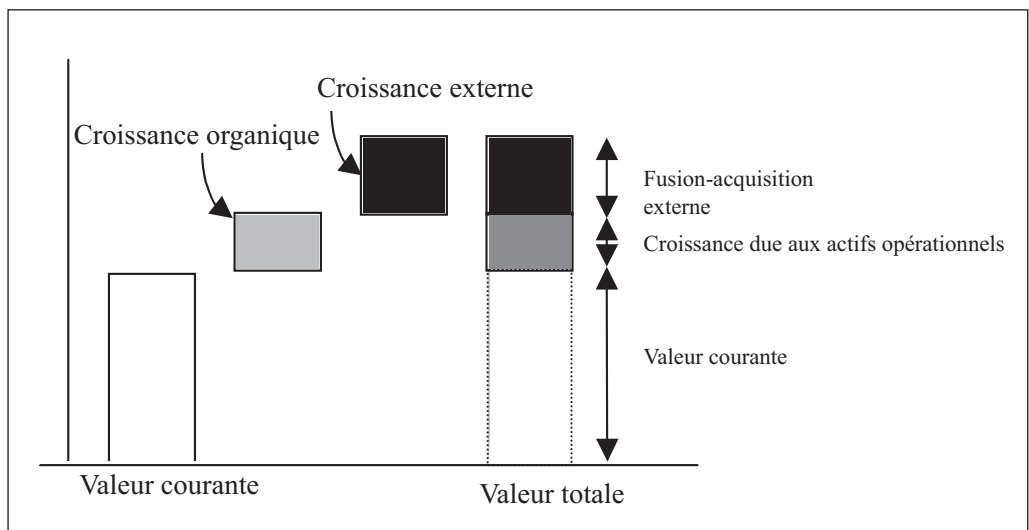 Croissance externe
Croissance organique
Fusion-acquisition
externe
Croissance due aux actifs opérationnels
Valeur courante
Valeur courante
Valeur totale